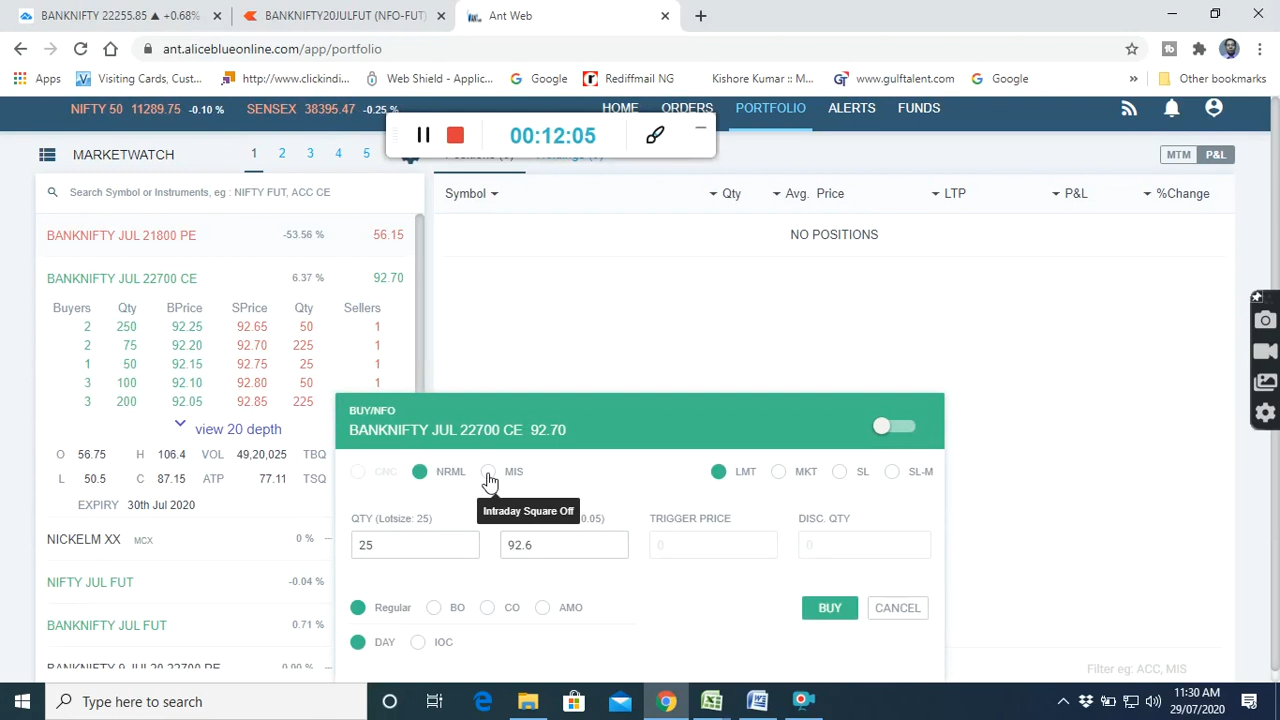 BANKNIFTY 22255.85 ▲ +0.68%
BANKNIFTY20JULFUT (NFO-FUT)
Ant Web
ant.aliceblueonline.com/app/portfolio
Apps
Visiting Cards, Cust...
http://www.clickindi...
Web Shield - Applic...
Google
Rediffmail NG
Kishore Kumar :: M...
www.gulftalent.com
Google
»
Other bookmarks
NIFTY 50 11289.75 -0.10 %
SENSEX 38395.47 -0.25 %
HOME
ORDERS
PORTFOLIO
ALERTS
FUNDS
00:12:05
MARKETWATCH
1 2 3 4 5
MTM P&L
Search Symbol or Instruments, eg : NIFTY FUT, ACC CE
Symbol Qty Avg. Price LTP P&L %Change
NO POSITIONS
BANKNIFTY JUL 21800 PE -53.56 % 56.15
BANKNIFTY JUL 22700 CE 6.37 % 92.70
Buyers Qty BPrice SPrice Qty Sellers
2 250 92.25 92.65 50 1
2 75 92.20 92.70 225 1
1 50 92.15 92.75 25 1
3 100 92.10 92.80 50 1
3 200 92.05 92.85 225 1
view 20 depth
O 56.75 H 106.4 VOL 49,20,025 TBQ
L 50.5 C 87.15 ATP 77.11 TSQ
EXPIRY 30th Jul 2020
NICKELM XX MCX 0 % --
NIFTY JUL FUT -0.04 %
BANKNIFTY JUL FUT 0.71 %
BUY/NFO
BANKNIFTY JUL 22700 CE 92.70
CNC NRML MIS
LMT MKT SL SL-M
Intraday Square Off
QTY (Lotsize: 25)
0.05)
TRIGGER PRICE
DISC. QTY
25
92.6
0
0
Regular BO CO AMO
BUY
CANCEL
DAY IOC
Filter eg: ACC, MIS
Type here to search
11:30 AM
29/07/2020